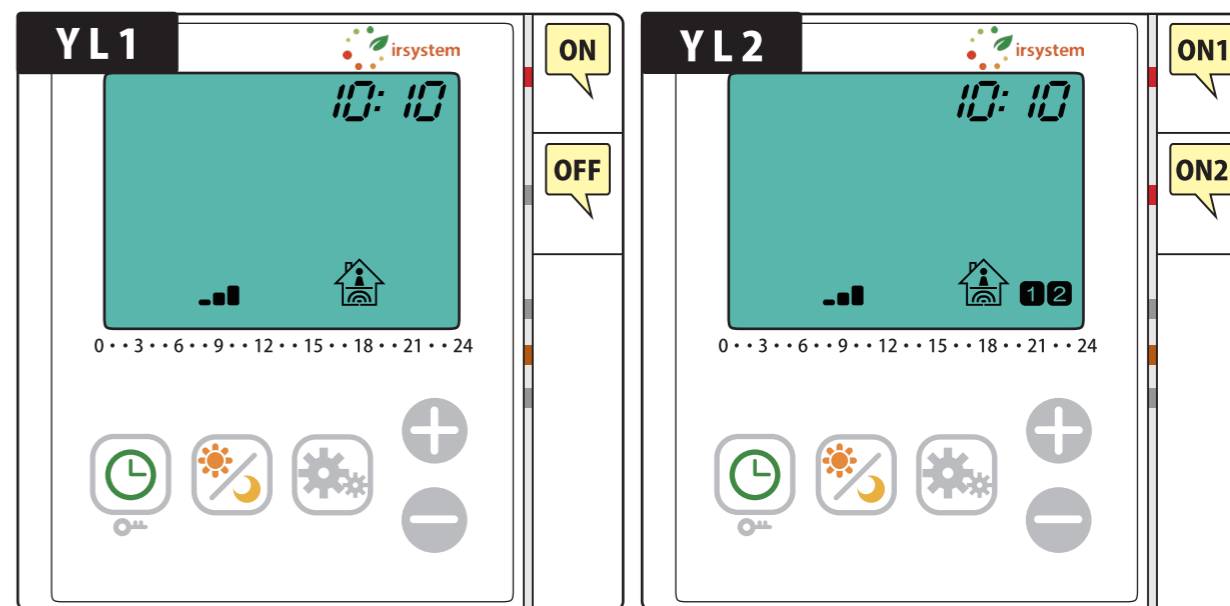 YL1
irsystem
ON
10:10
OFF
0 · · 3 · · 6 · · 9 · · 12 · · 15 · · 18 · · 21 · · 24
YL2
irsystem
ON1
10:10
ON2
1 2
0 · · 3 · · 6 · · 9 · · 12 · · 15 · · 18 · · 21 · · 24